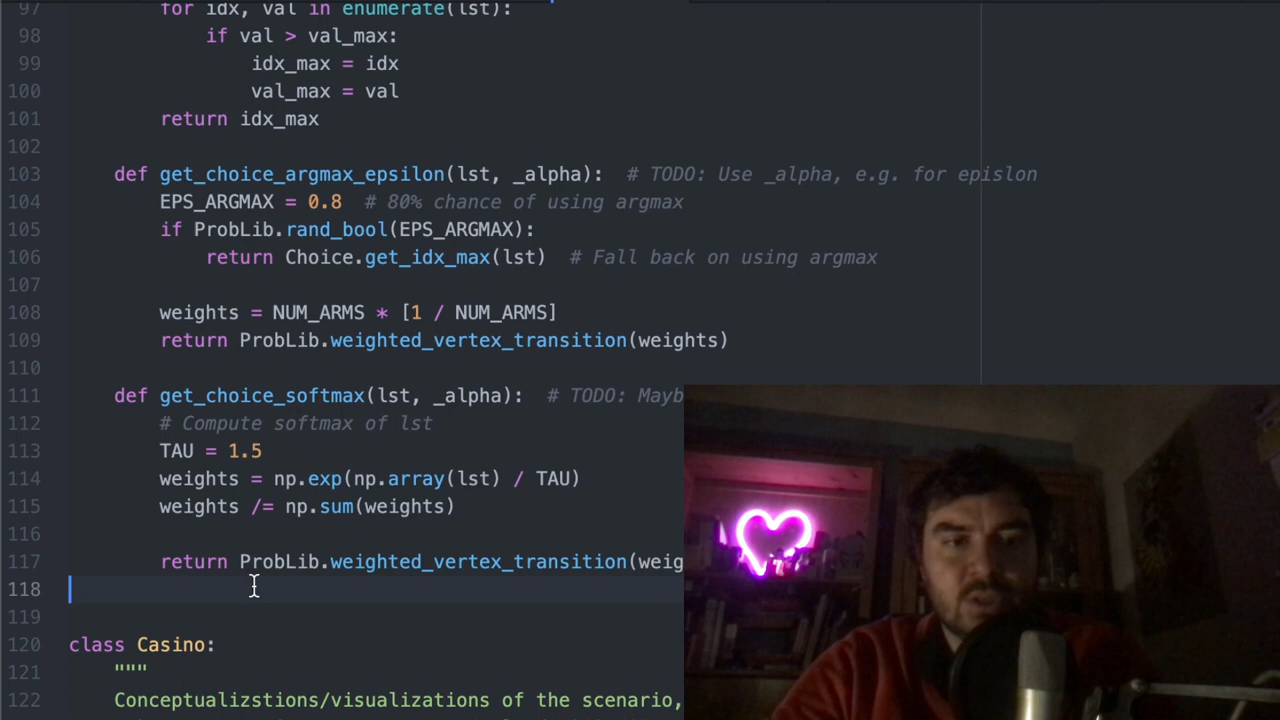 97 for idx, val in enumerate(lst):
98 if val > val_max:
99 idx_max = idx
100 val_max = val
101 return idx_max
102
103 def get_choice_argmax_epsilon(lst, _alpha): # TODO: Use _alpha, e.g. for epislon
104 EPS_ARGMAX = 0.8 # 80% chance of using argmax
105 if ProbLib.rand_bool(EPS_ARGMAX):
106 return Choice.get_idx_max(lst) # Fall back on using argmax
107
108 weights = NUM_ARMS * [1 / NUM_ARMS]
109 return ProbLib.weighted_vertex_transition(weights)
110
111 def get_choice_softmax(lst, _alpha): # TODO: Mayb
112 # Compute softmax of lst
113 TAU = 1.5
114 weights = np.exp(np.array(lst) / TAU)
115 weights /= np.sum(weights)
116
117 return ProbLib.weighted_vertex_transition(weig
118
119
120 class Casino:
121 """
122 Conceptualizstions/visualizations of the scenario,